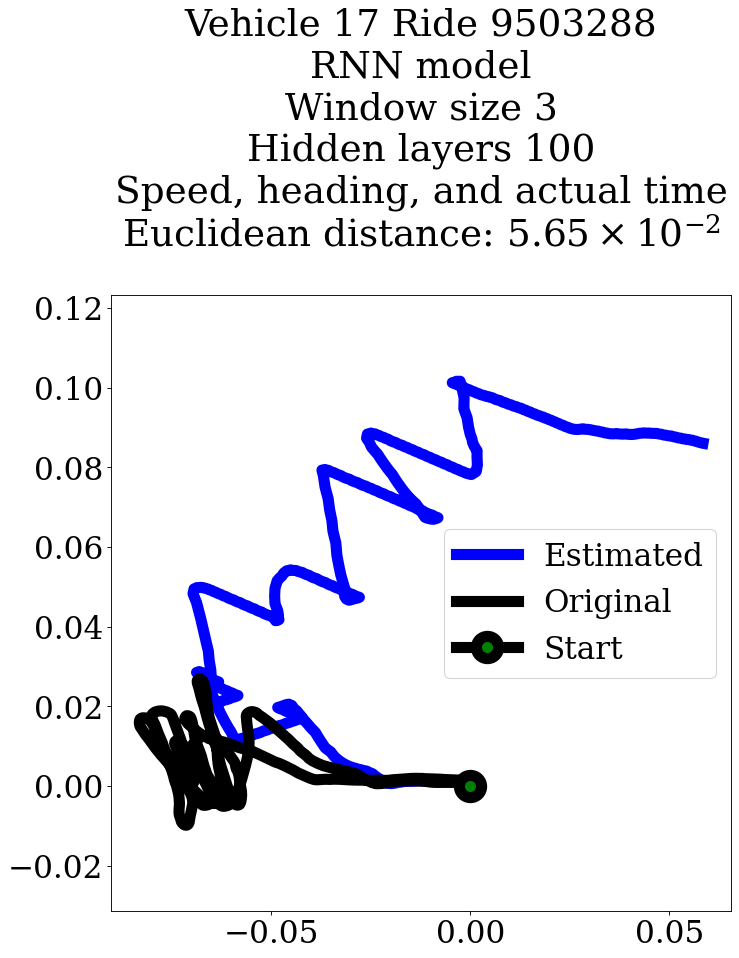 Vehicle 17 Ride 9503288
RNN model
Window size 3
Hidden layers 100
Speed, heading, and actual time
Euclidean distance: 5.65 × 10⁻²
0.12
0.10
0.08
0.06
0.04
0.02
0.00
−0.02
Estimated
Original
Start
−0.05 0.00 0.05